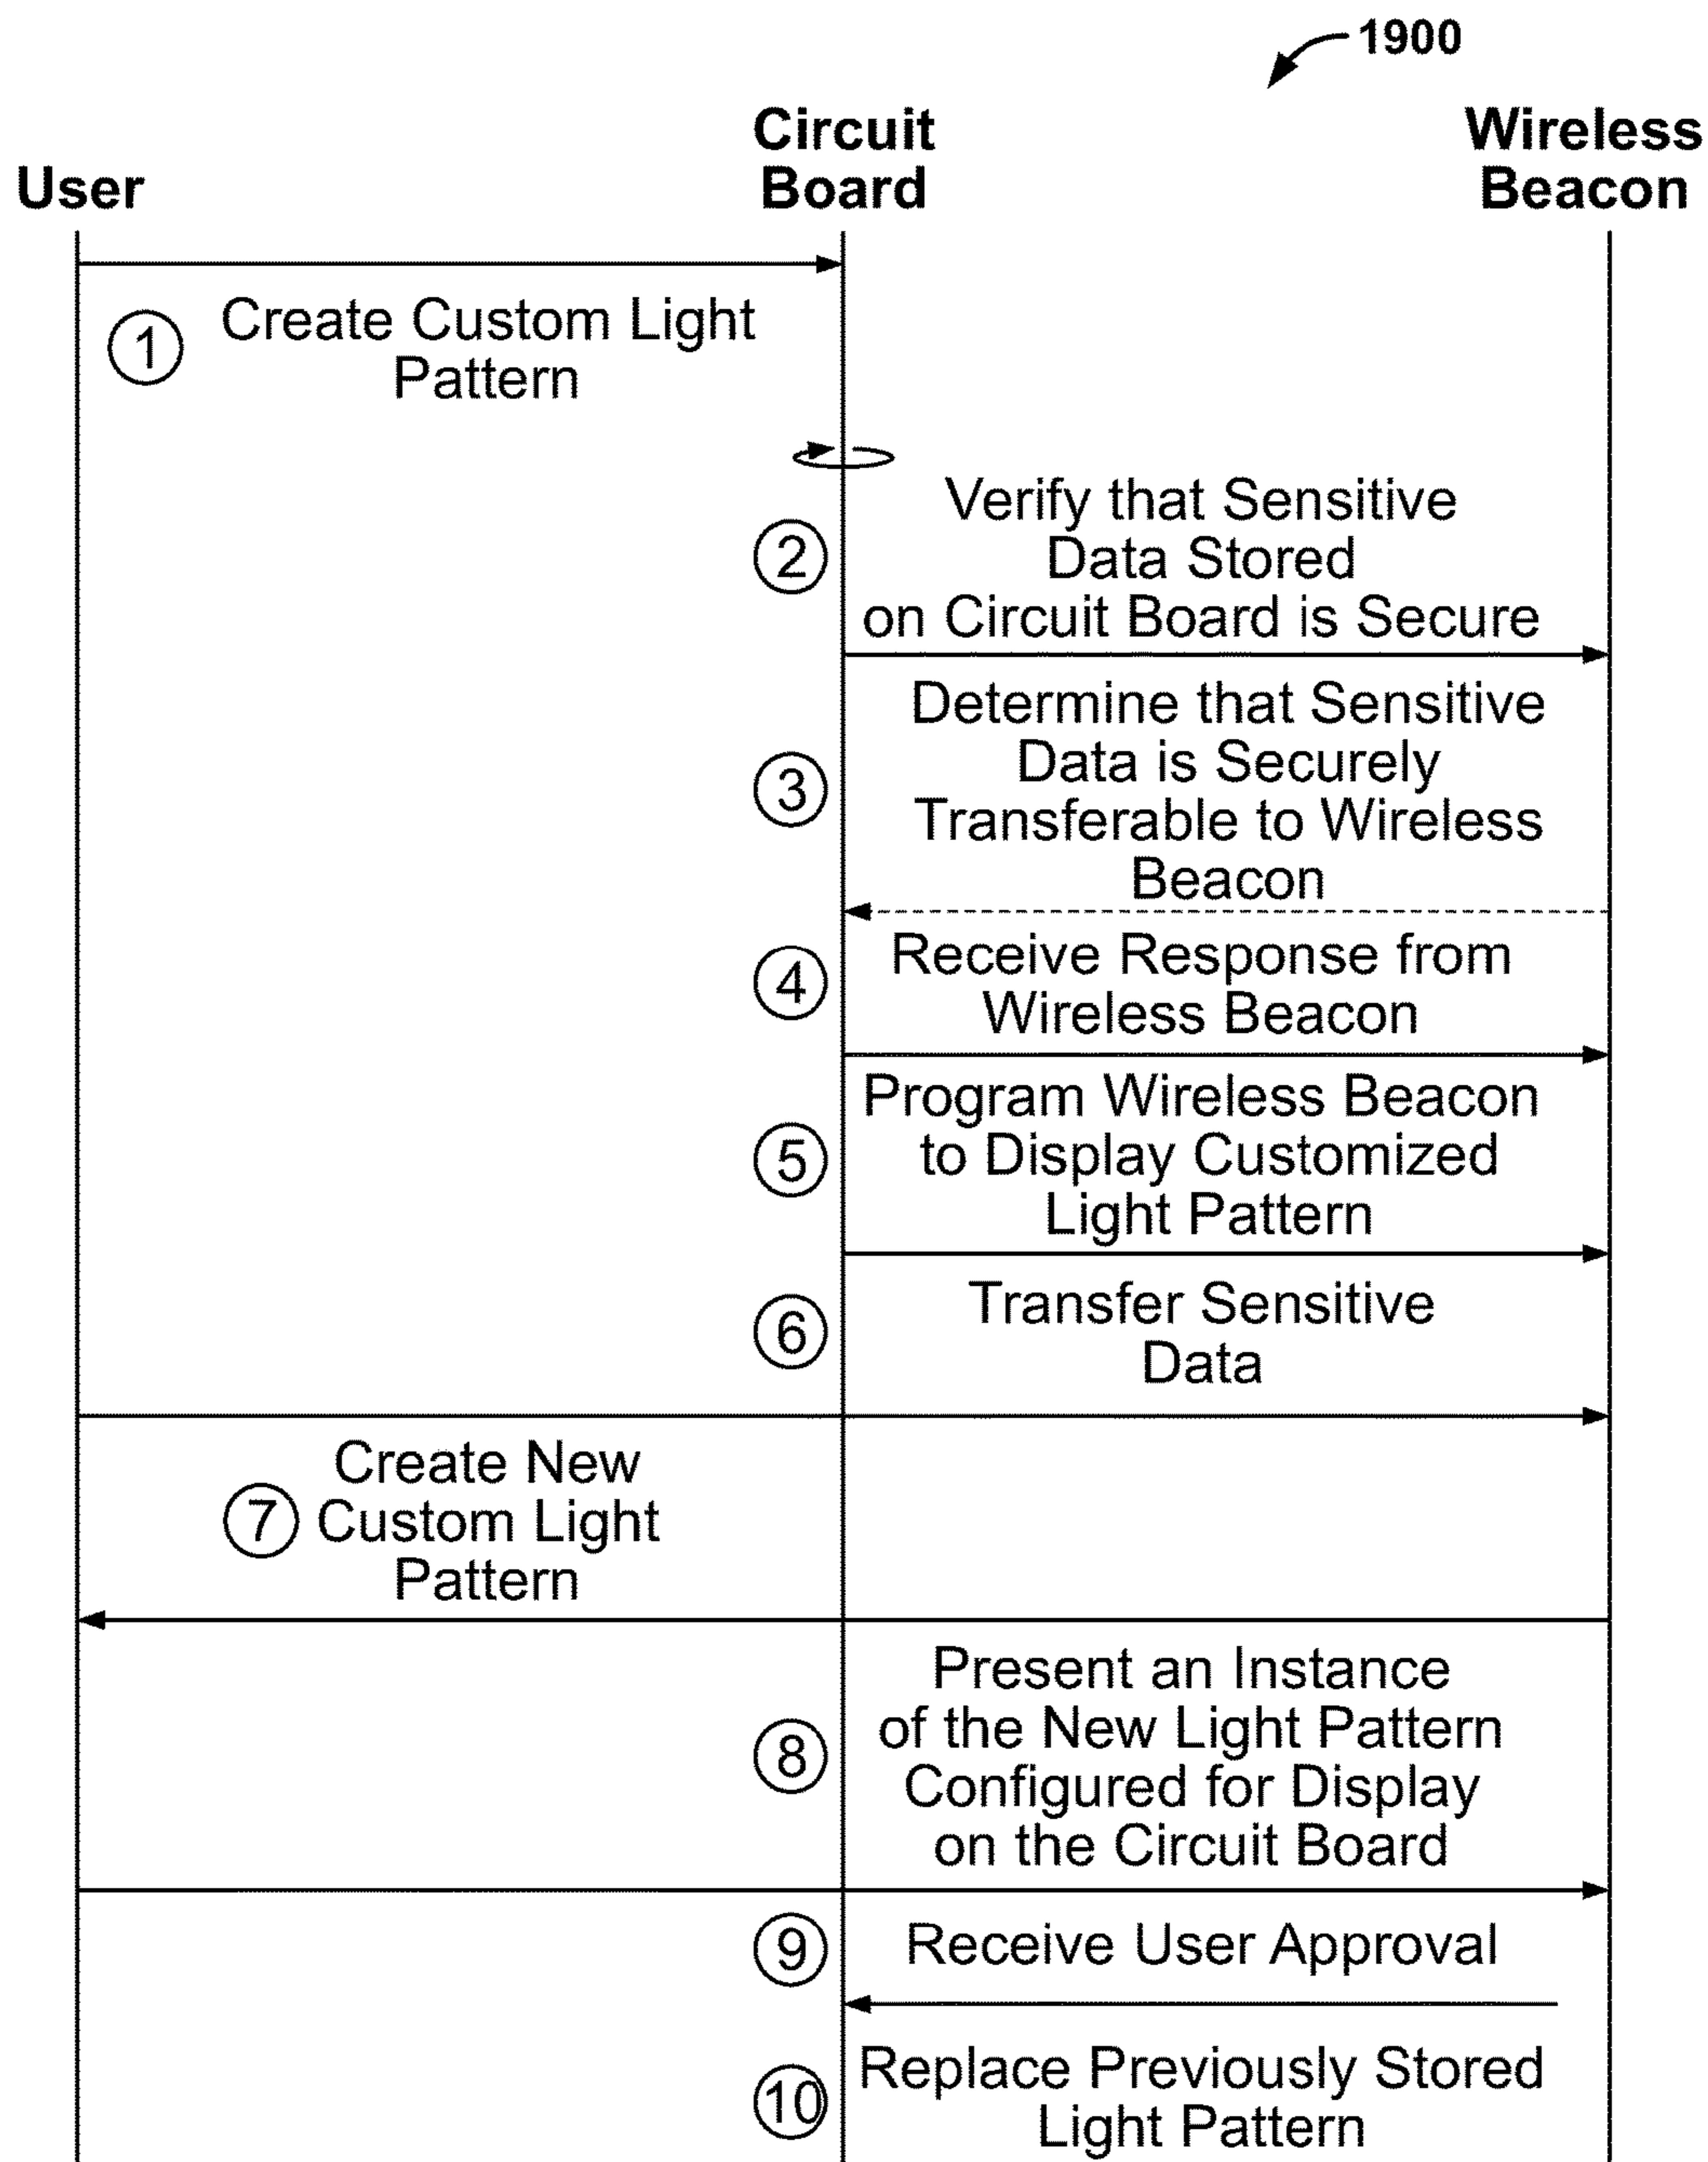 1900
User
Circuit
Board
Wireless
Beacon
1
Create Custom Light
Pattern
2
Verify that Sensitive
Data Stored
on Circuit Board is Secure
3
Determine that Sensitive
Data is Securely
Transferable to Wireless
Beacon
4
Receive Response from
Wireless Beacon
5
Program Wireless Beacon
to Display Customized
Light Pattern
6
Transfer Sensitive
Data
7
Create New
Custom Light
Pattern
8
Present an Instance
of the New Light Pattern
Configured for Display
on the Circuit Board
9
Receive User Approval
10
Replace Previously Stored
Light Pattern